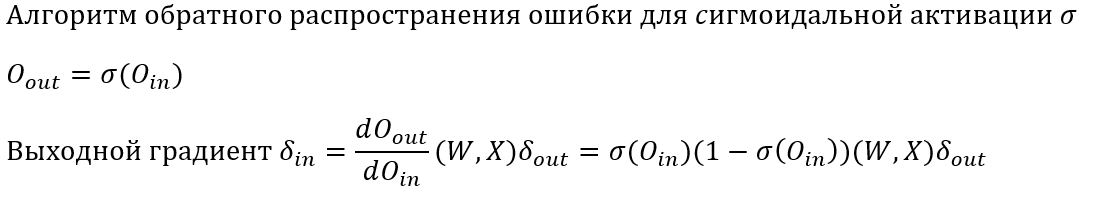 Алгоритм обратного распространения ошибки для сигмоидальной активации σ
O_out = σ(O_in)
Выходной градиент δ_in = dO_out/dO_in (W, X)δ_out = σ(O_in)(1 − σ(O_in))(W, X)δ_out